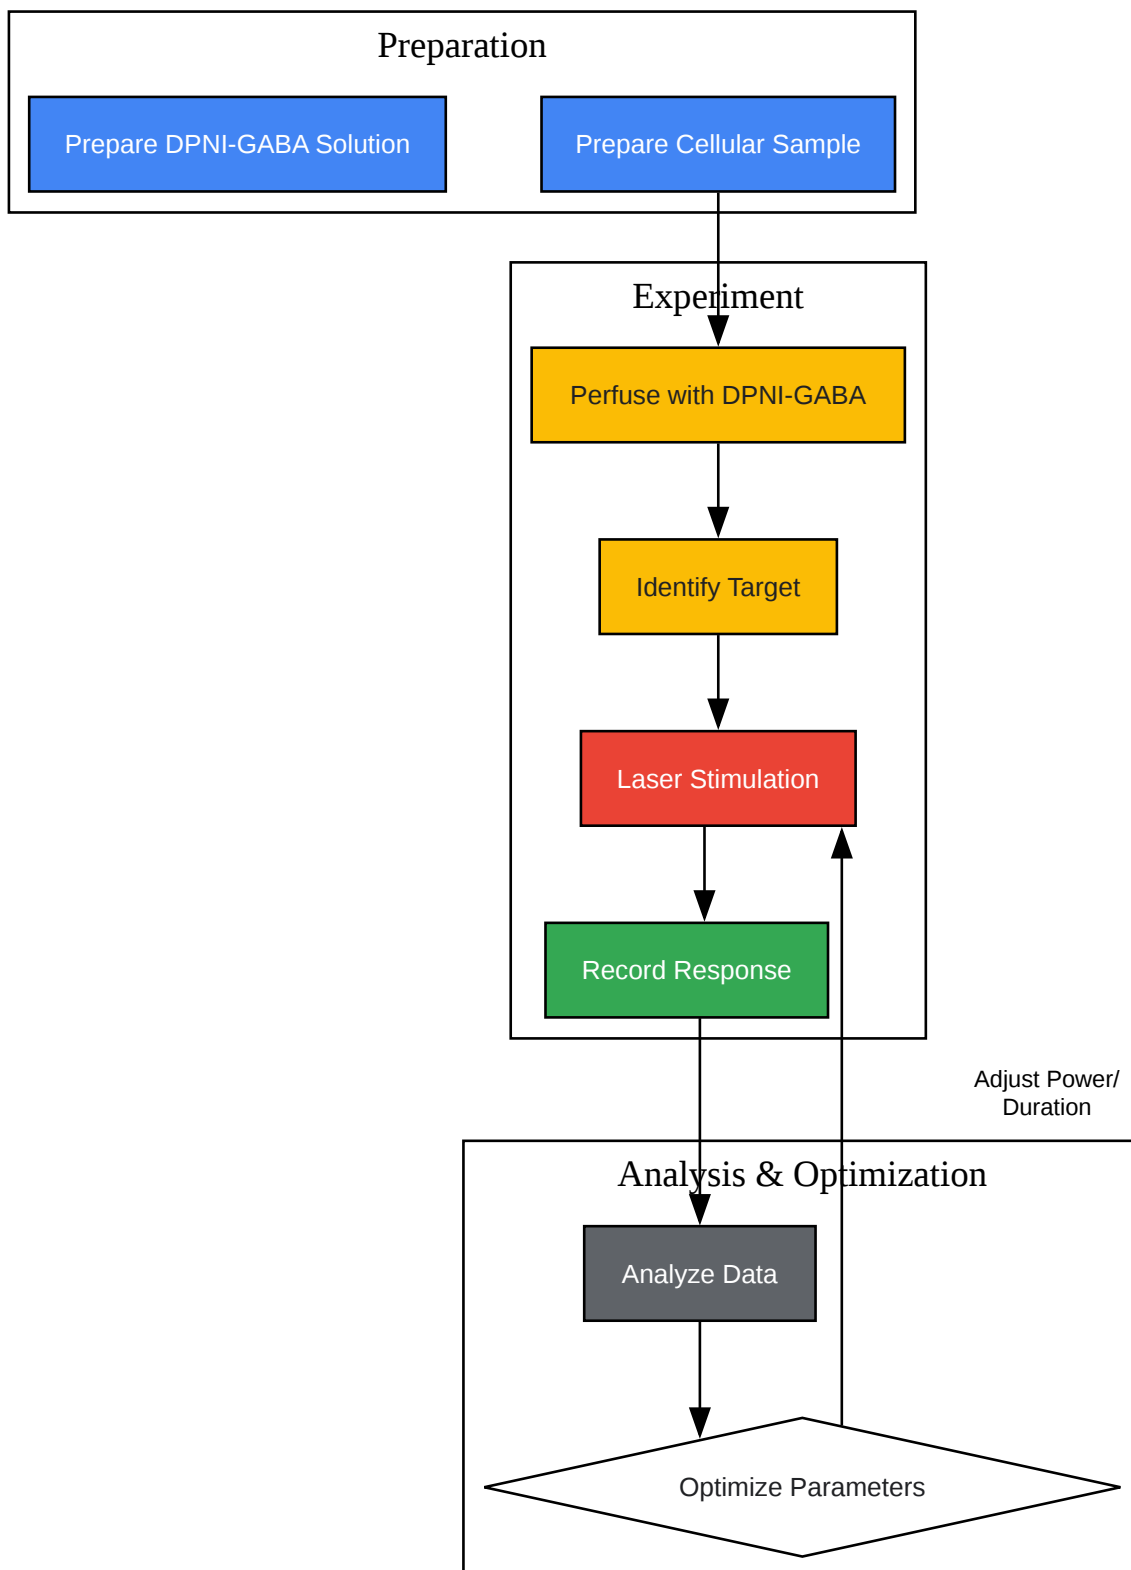 Preparation
Prepare DPNI-GABA Solution
Prepare Cellular Sample
Experiment
Perfuse with DPNI-GABA
Identify Target
Laser Stimulation
Record Response
Adjust Power/
Duration
Analysis & Optimization
Analyze Data
Optimize Parameters